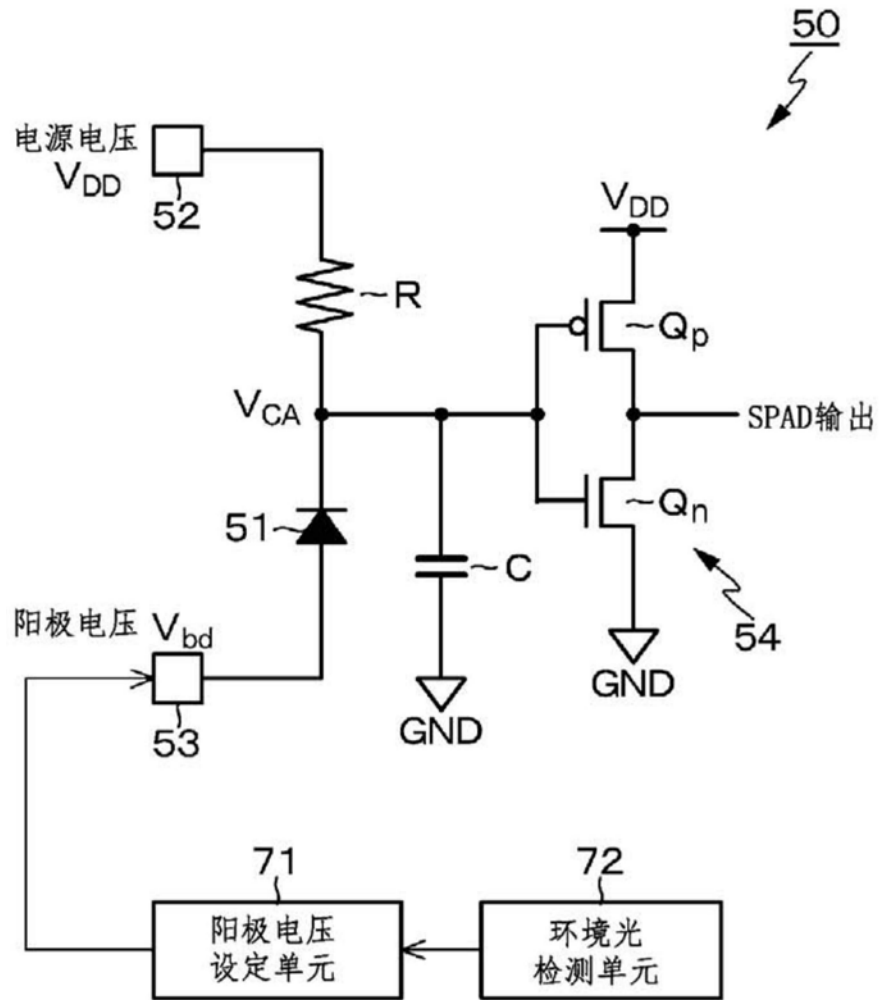 50
电源电压
VDD
52
VDD
~R
~Qp
VCA
SPAD输出
51
~Qn
~C
阳极电压 Vbd
54
53
GND
GND
71
72
阳极电压
设定单元
环境光
检测单元